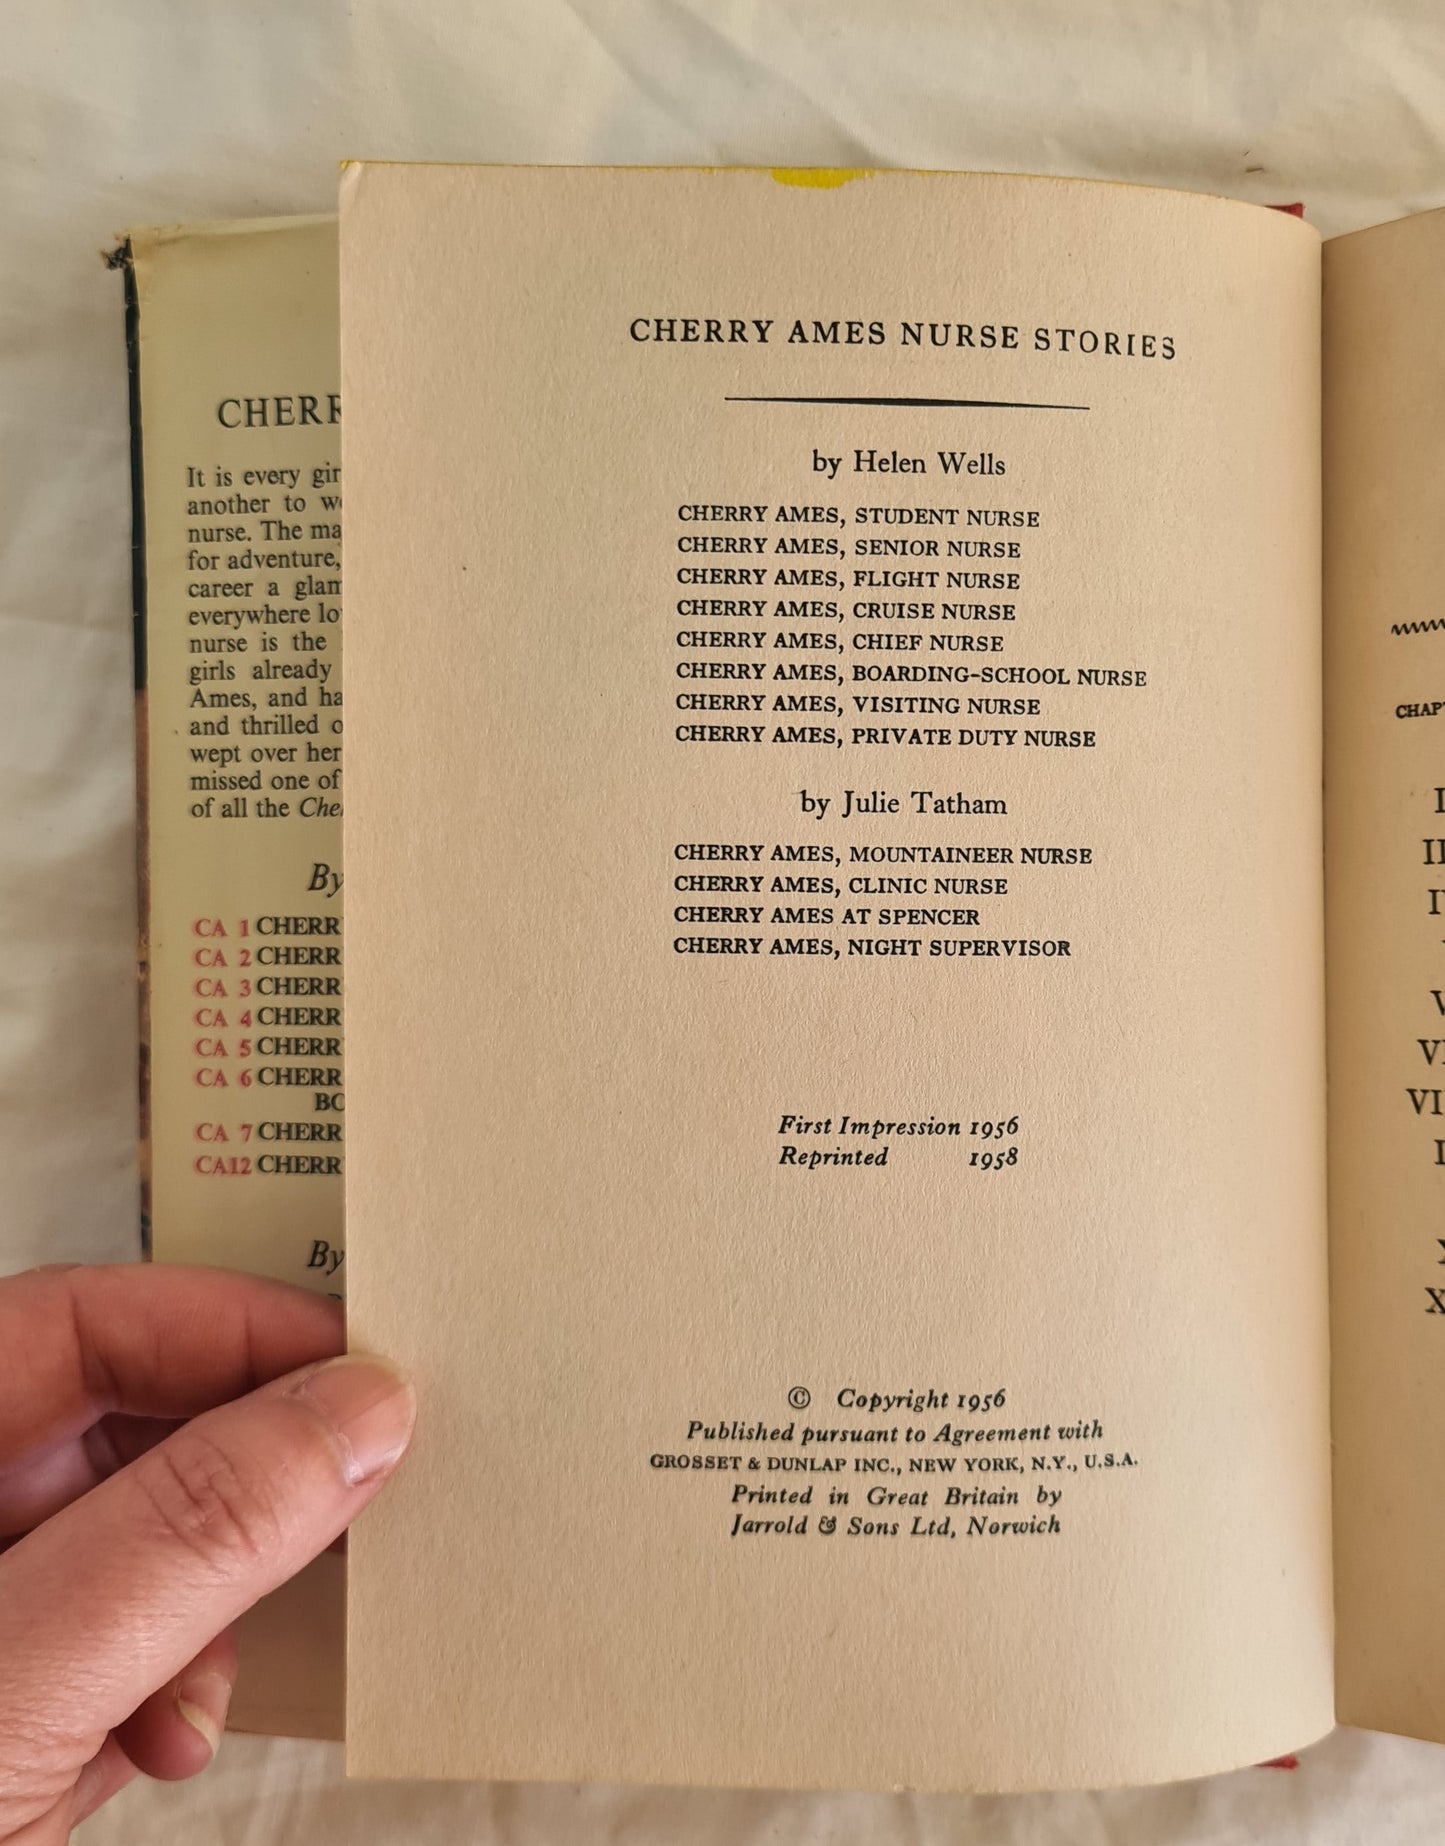 CHERR
It is every gir
another to w
nurse. The ma
for adventure,
career a glam
everywhere lo
nurse is the
girls already
Ames, and ha
and thrilled o
wept over her
missed one of
of all the Che
By
CA 1 CHERR
CA 2 CHERR
CA 3 CHERR
CA 4 CHERR
CA 5 CHERR
CA 6 CHERR
BO
CA 7 CHERR
CA12 CHERR
By
CHERRY AMES NURSE STORIES
by Helen Wells
CHERRY AMES, STUDENT NURSE
CHERRY AMES, SENIOR NURSE
CHERRY AMES, FLIGHT NURSE
CHERRY AMES, CRUISE NURSE
CHERRY AMES, CHIEF NURSE
CHERRY AMES, BOARDING-SCHOOL NURSE
CHERRY AMES, VISITING NURSE
CHERRY AMES, PRIVATE DUTY NURSE
by Julie Tatham
CHERRY AMES, MOUNTAINEER NURSE
CHERRY AMES, CLINIC NURSE
CHERRY AMES AT SPENCER
CHERRY AMES, NIGHT SUPERVISOR
First Impression 1956
Reprinted 1958
© Copyright 1956
Published pursuant to Agreement with
GROSSET & DUNLAP INC., NEW YORK, N.Y., U.S.A.
Printed in Great Britain by
Jarrold & Sons Ltd, Norwich
CHAP